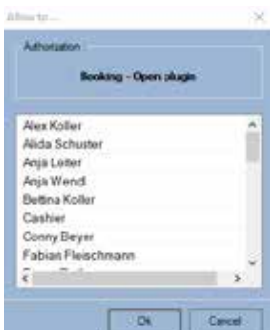 Allow to ...
Authorization
Booking - Open plugin
Alex Koller
Alida Schuster
Anja Leiter
Anja Wendl
Bettina Koller
Cashier
Conny Beyer
Fabian Fleischmann
Ok
Cancel